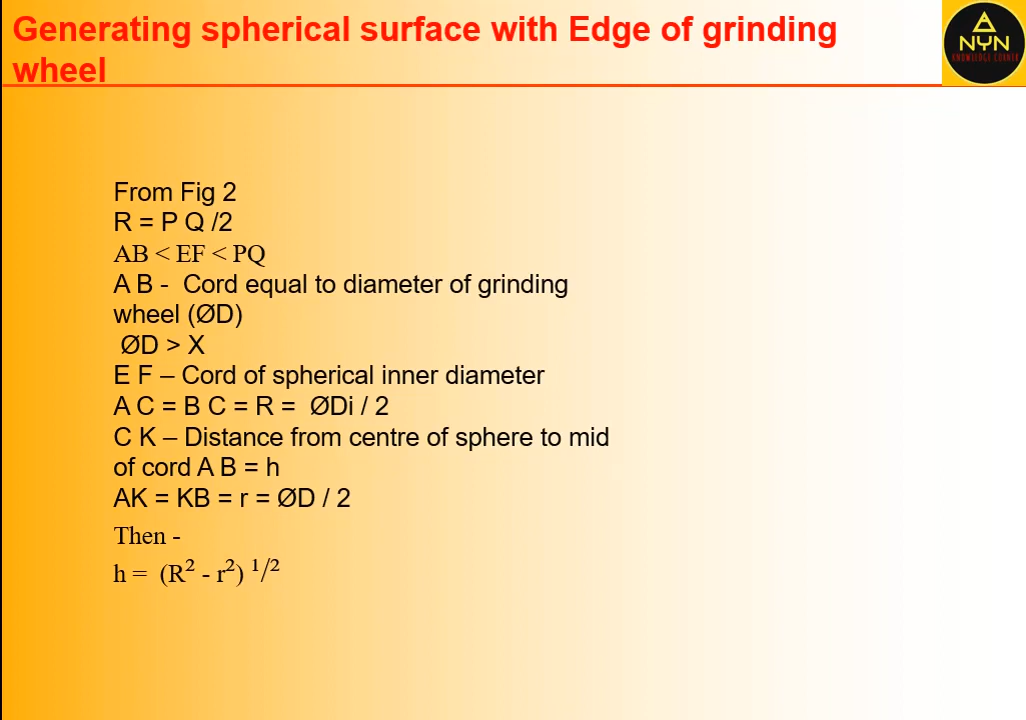 Generating spherical surface with Edge of grinding
wheel
NYN
KNOWLEDGE CORNER
From Fig 2
R = P Q /2
AB < EF < PQ
A B - Cord equal to diameter of grinding
wheel (ØD)
ØD > X
E F – Cord of spherical inner diameter
A C = B C = R = ØDi / 2
C K – Distance from centre of sphere to mid
of cord A B = h
AK = KB = r = ØD / 2
Then -
h = (R² - r²) ¹/²